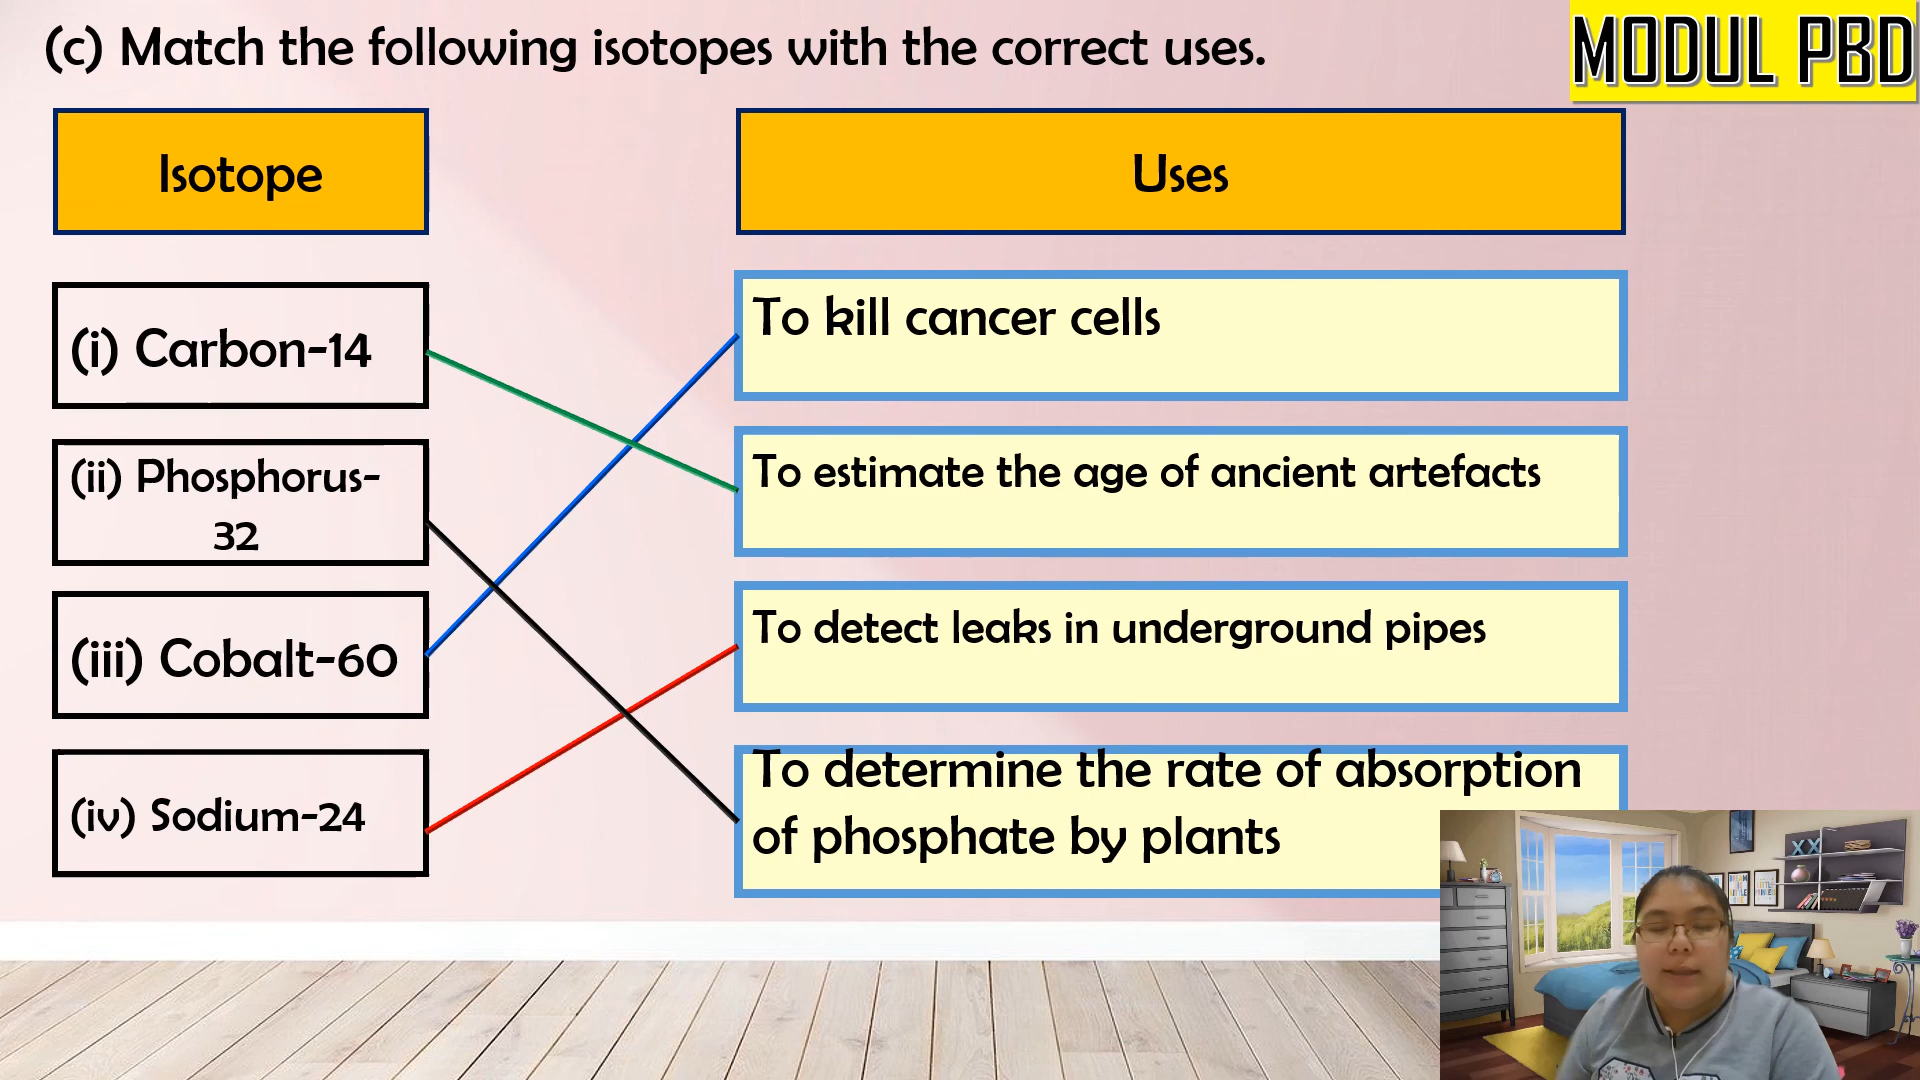 (c) Match the following isotopes with the correct uses.
MODUL PBD
Isotope
Uses
(i) Carbon-14
To kill cancer cells
(ii) Phosphorus-
32
To estimate the age of ancient artefacts
(iii) Cobalt-60
To detect leaks in underground pipes
(iv) Sodium-24
To determine the rate of absorption
of phosphate by plants